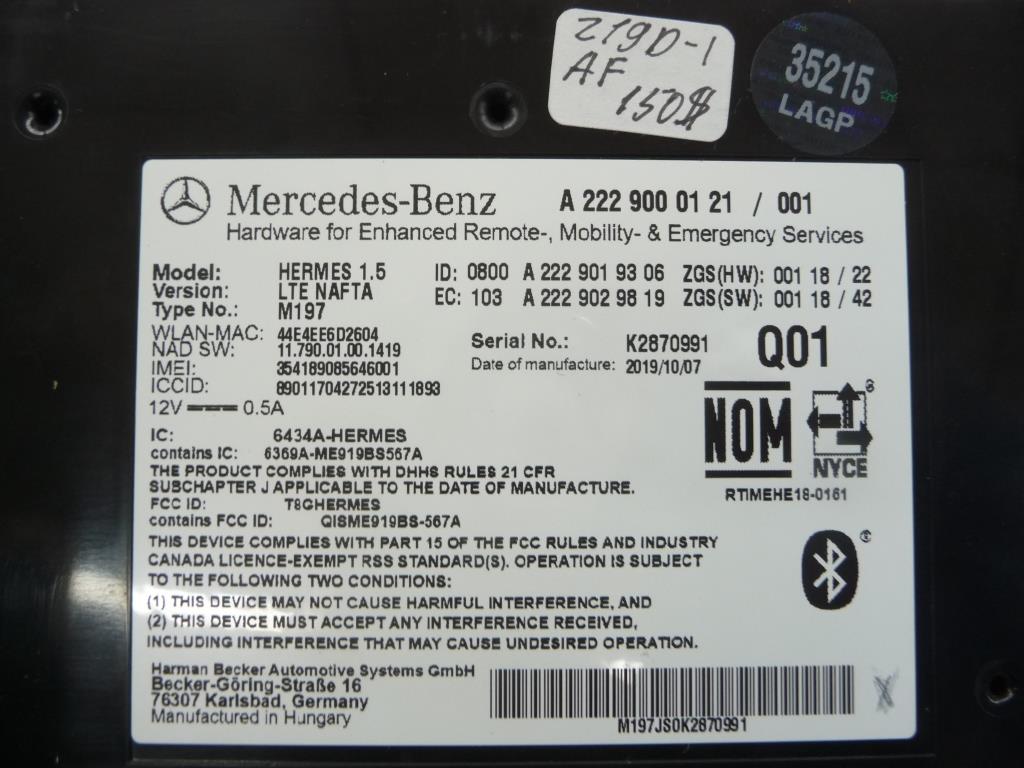 219D-1
AF
150$
35215
LAGP
Mercedes-Benz A 222 900 01 21 / 001
Hardware for Enhanced Remote-, Mobility- & Emergency Services
Model: HERMES 1.5 ID: 0800 A 222 901 93 06 ZGS(HW): 001 18 / 22
Version: LTE NAFTA EC: 103 A 222 902 98 19 ZGS(SW): 001 18 / 42
Type No.: M197
WLAN-MAC: 44E4EE6D2604 Serial No.: K2870991 Q01
NAD SW: 11.790.01.00.1419
IMEI: 354189085646001 Date of manufacture: 2019/10/07
ICCID: 89011704272513111893
12V 0.5A
NOM
NYCE
RTIMEHE18-0161
IC: 6434A-HERMES
contains IC: 6369A-ME919BS567A
THE PRODUCT COMPLIES WITH DHHS RULES 21 CFR
SUBCHAPTER J APPLICABLE TO THE DATE OF MANUFACTURE.
FCC ID: T8GHERMES
contains FCC ID: QISME919BS-567A
THIS DEVICE COMPLIES WITH PART 15 OF THE FCC RULES AND INDUSTRY
CANADA LICENCE-EXEMPT RSS STANDARD(S). OPERATION IS SUBJECT
TO THE FOLLOWING TWO CONDITIONS:
(1) THIS DEVICE MAY NOT CAUSE HARMFUL INTERFERENCE, AND
(2) THIS DEVICE MUST ACCEPT ANY INTERFERENCE RECEIVED,
INCLUDING INTERFERENCE THAT MAY CAUSE UNDESIRED OPERATION.
Harman Becker Automotive Systems GmbH
Becker-Göring-Straße 16
76307 Karlsbad, Germany
Manufactured in Hungary
M197JS0K2870991